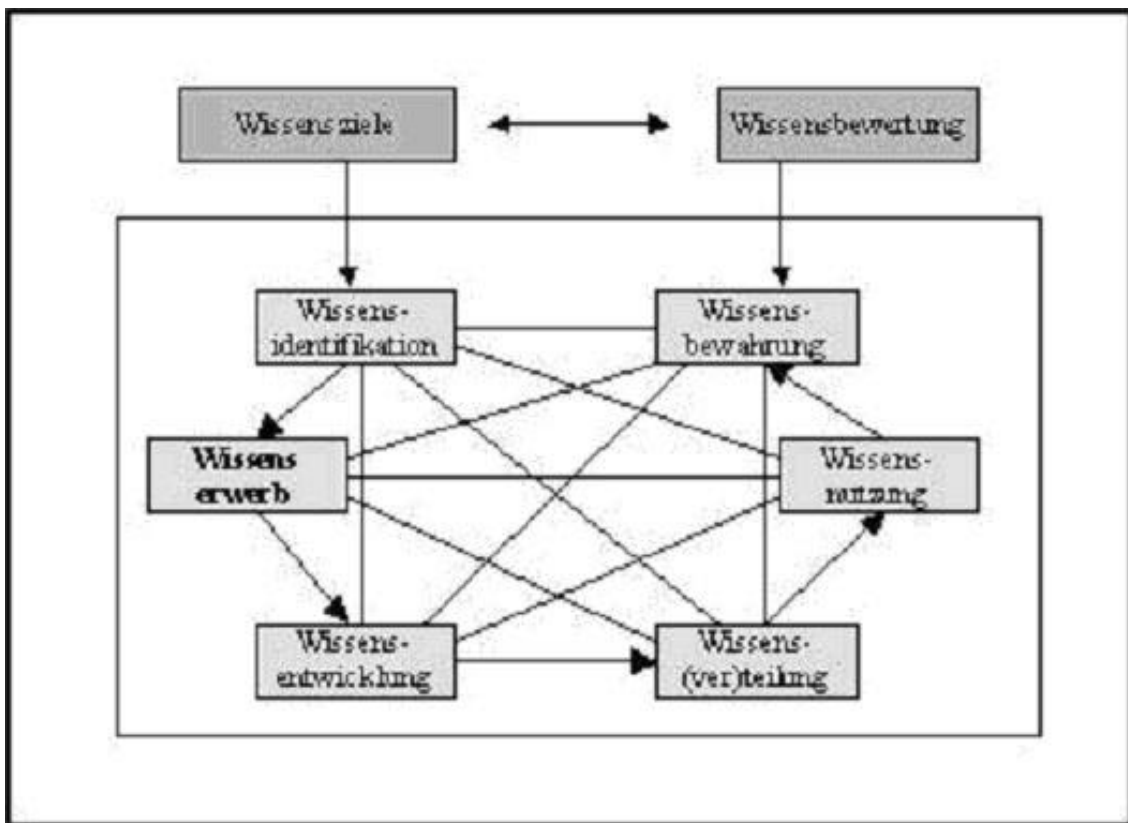 Wissensziele
Wissensbewertung
Wissens-
identifikation
Wissens-
bewahrung
Wissens
erwerb
Wissens-
nutzung
Wissens-
entwicklung
Wissens-
(ver)teilung